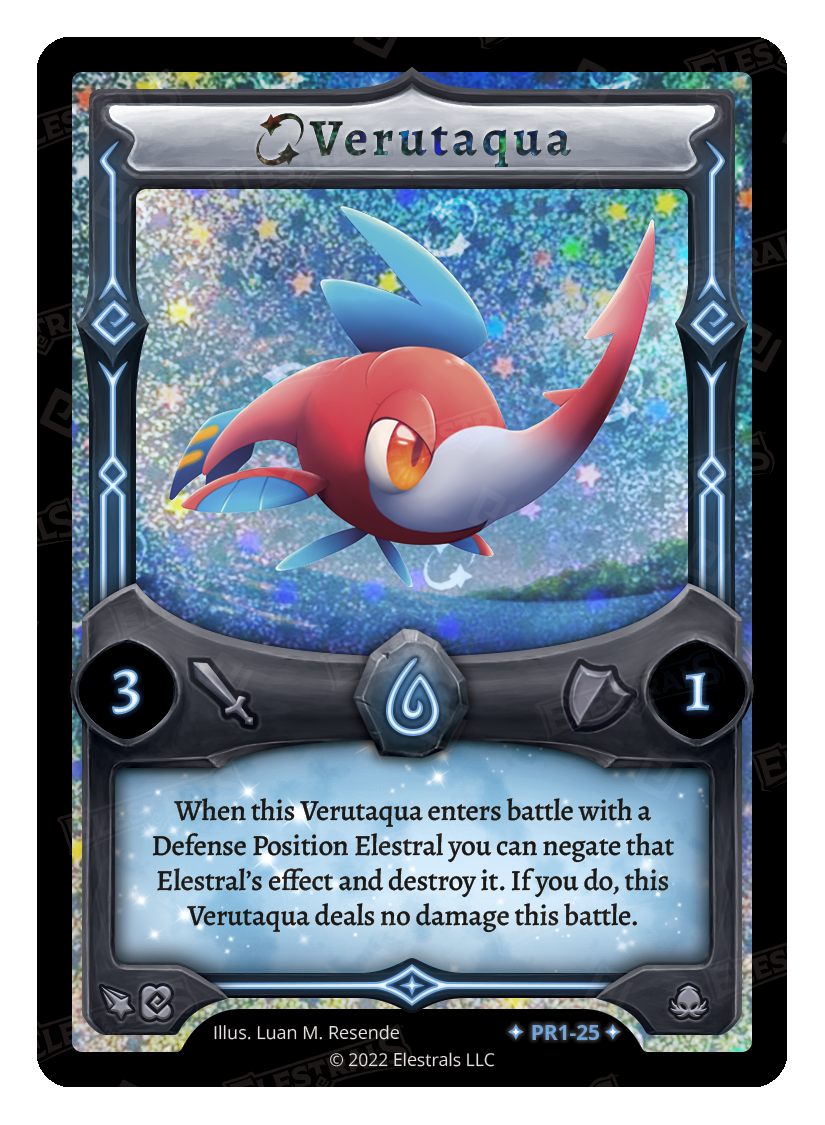 Verutaqua
3
1
When this Verutaqua enters battle with a
Defense Position Elestral you can negate that
Elestral's effect and destroy it. If you do, this
Verutaqua deals no damage this battle.
Illus. Luan M. Resende
PR1-25
© 2022 Elestrals LLC